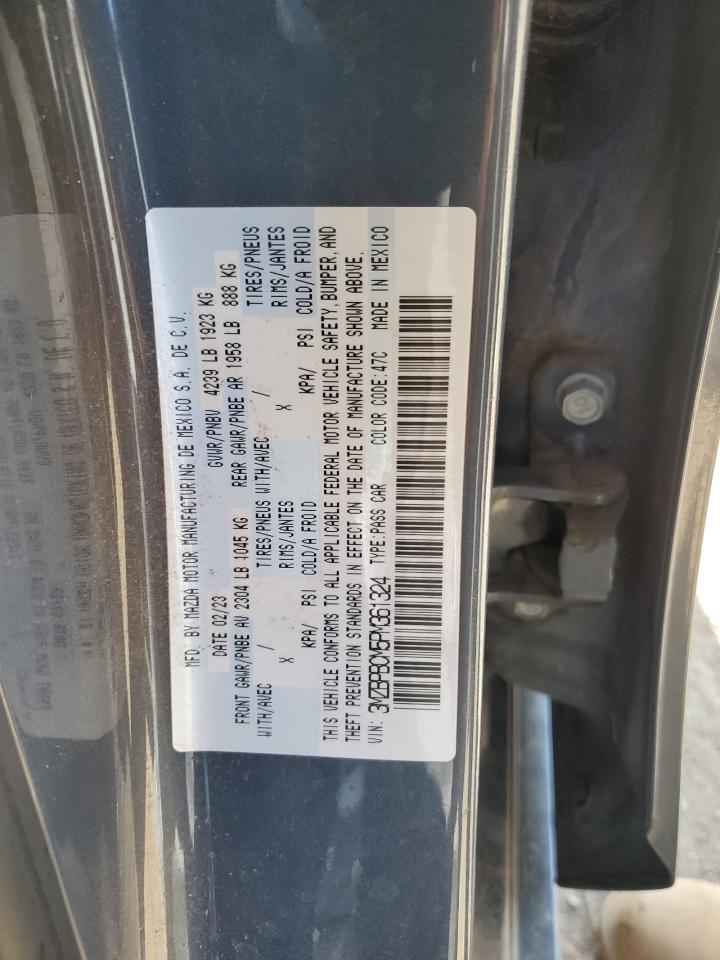 MFD. BY MAZDA MOTOR MANUFACTURING DE MEXICO S.A. DE C.V.
DATE 02/23 GVWR/PNBV 4239 LB 1923 KG
FRONT GAWR/PNBE AV 2304 LB 1045 KG REAR GAWR/PNBE AR 1958 LB 888 KG
WITH/AVEC / TIRES/PNEUS WITH/AVEC / TIRES/PNEUS
X RIMS/JANTES X RIMS/JANTES
KPA/ PSI COLD/A FROID KPA/ PSI COLD/A FROID
THIS VEHICLE CONFORMS TO ALL APPLICABLE FEDERAL MOTOR VEHICLE SAFETY, BUMPER, AND
THEFT PREVENTION STANDARDS IN EFFECT ON THE DATE OF MANUFACTURE SHOWN ABOVE.
VIN: 3MZBPBCM5PM361324 TYPE:PASS CAR COLOR CODE:47C MADE IN MEXICO